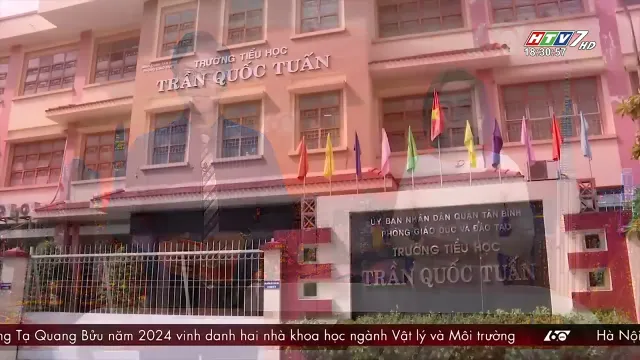 HTV7 HD
18:30:57
TRƯỜNG TIỂU HỌC
TRẦN QUỐC TUẤN
ỦY BAN NHÂN DÂN QUẬN TÂN BÌNH
PHÒNG GIÁO DỤC VÀ ĐÀO TẠO
TRƯỜNG TIỂU HỌC
TRẦN QUỐC TUẤN
ng Tạ Quang Bửu năm 2024 vinh danh hai nhà khoa học ngành Vật lý và Môi trường
Hà Nội